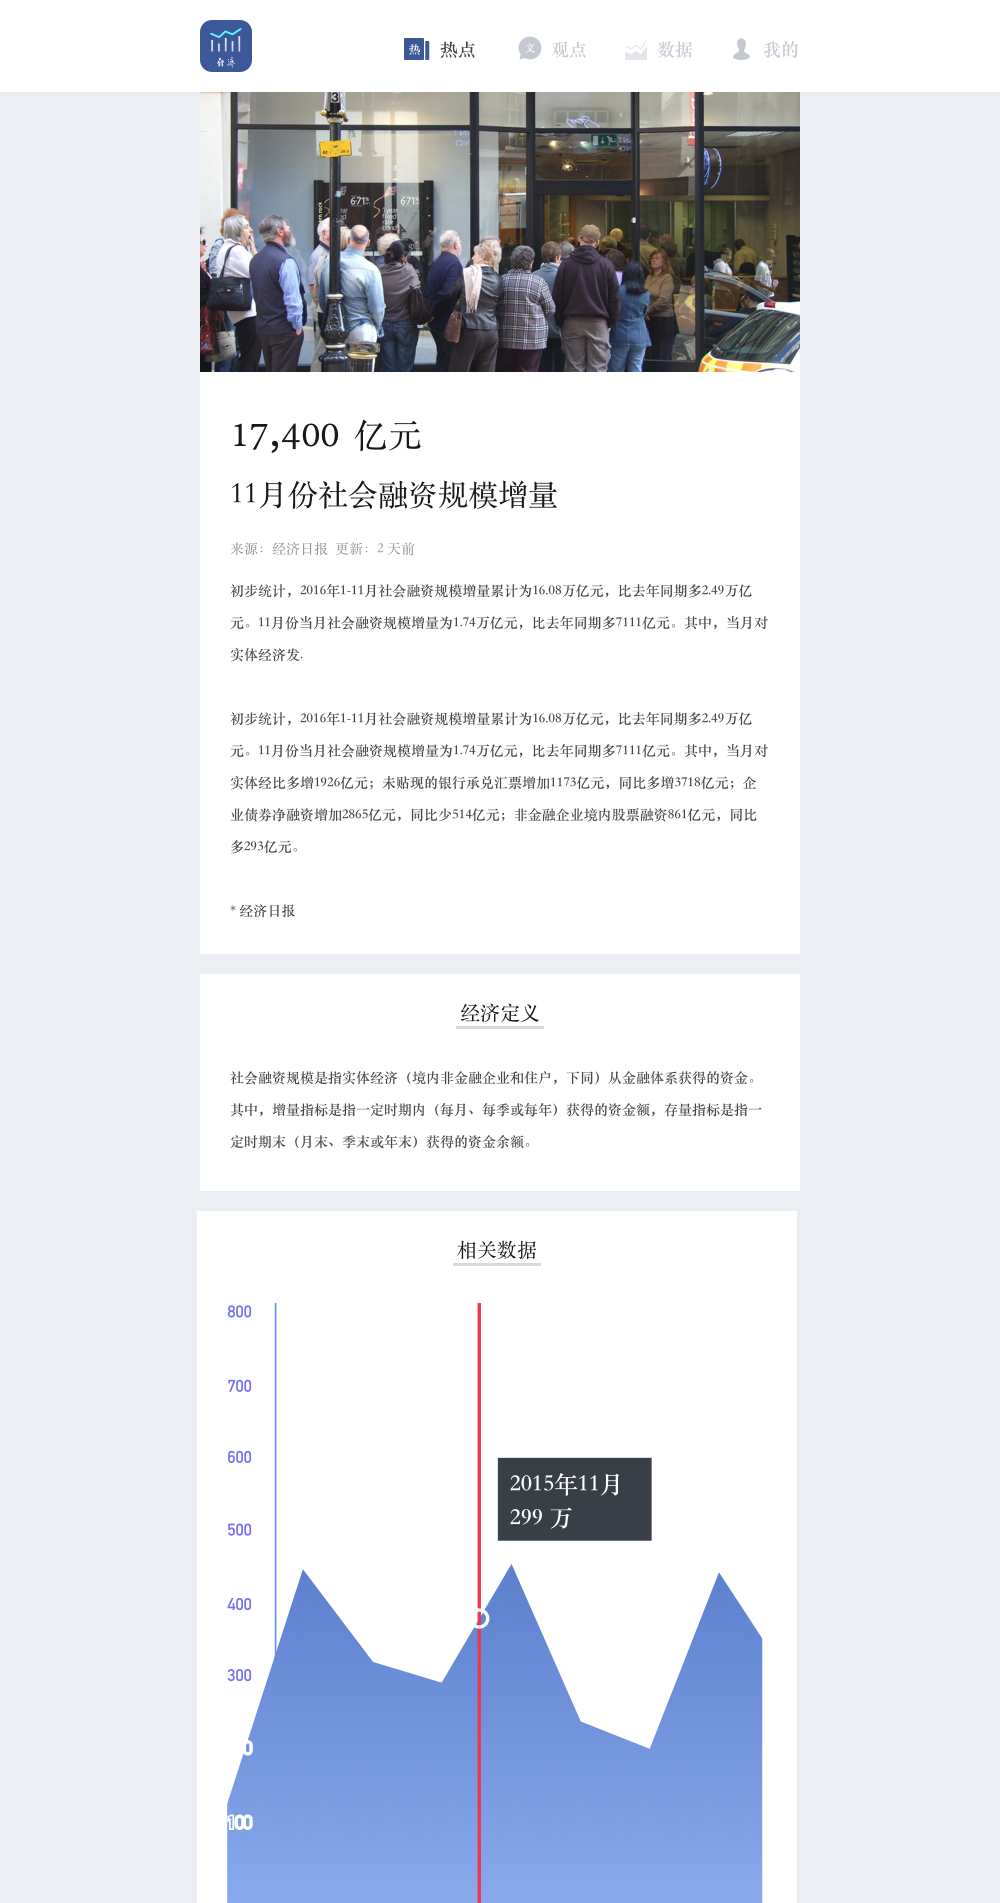 经济
热 热点
文 观点
数据
我的
671
671
17,400 亿元
11月份社会融资规模增量
来源：经济日报 更新：2 天前
初步统计，2016年1-11月社会融资规模增量累计为16.08万亿元，比去年同期多2.49万亿
元。11月份当月社会融资规模增量为1.74万亿元，比去年同期多7111亿元。其中，当月对
实体经济发.
初步统计，2016年1-11月社会融资规模增量累计为16.08万亿元，比去年同期多2.49万亿
元。11月份当月社会融资规模增量为1.74万亿元，比去年同期多7111亿元。其中，当月对
实体经比多增1926亿元；未贴现的银行承兑汇票增加1173亿元，同比多增3718亿元；企
业债券净融资增加2865亿元，同比少514亿元；非金融企业境内股票融资861亿元，同比
多293亿元。
* 经济日报
经济定义
社会融资规模是指实体经济（境内非金融企业和住户，下同）从金融体系获得的资金。
其中，增量指标是指一定时期内（每月、每季或每年）获得的资金额，存量指标是指一
定时期末（月末、季末或年末）获得的资金余额。
相关数据
800
700
600
2015年11月
299 万
500
400
300
100